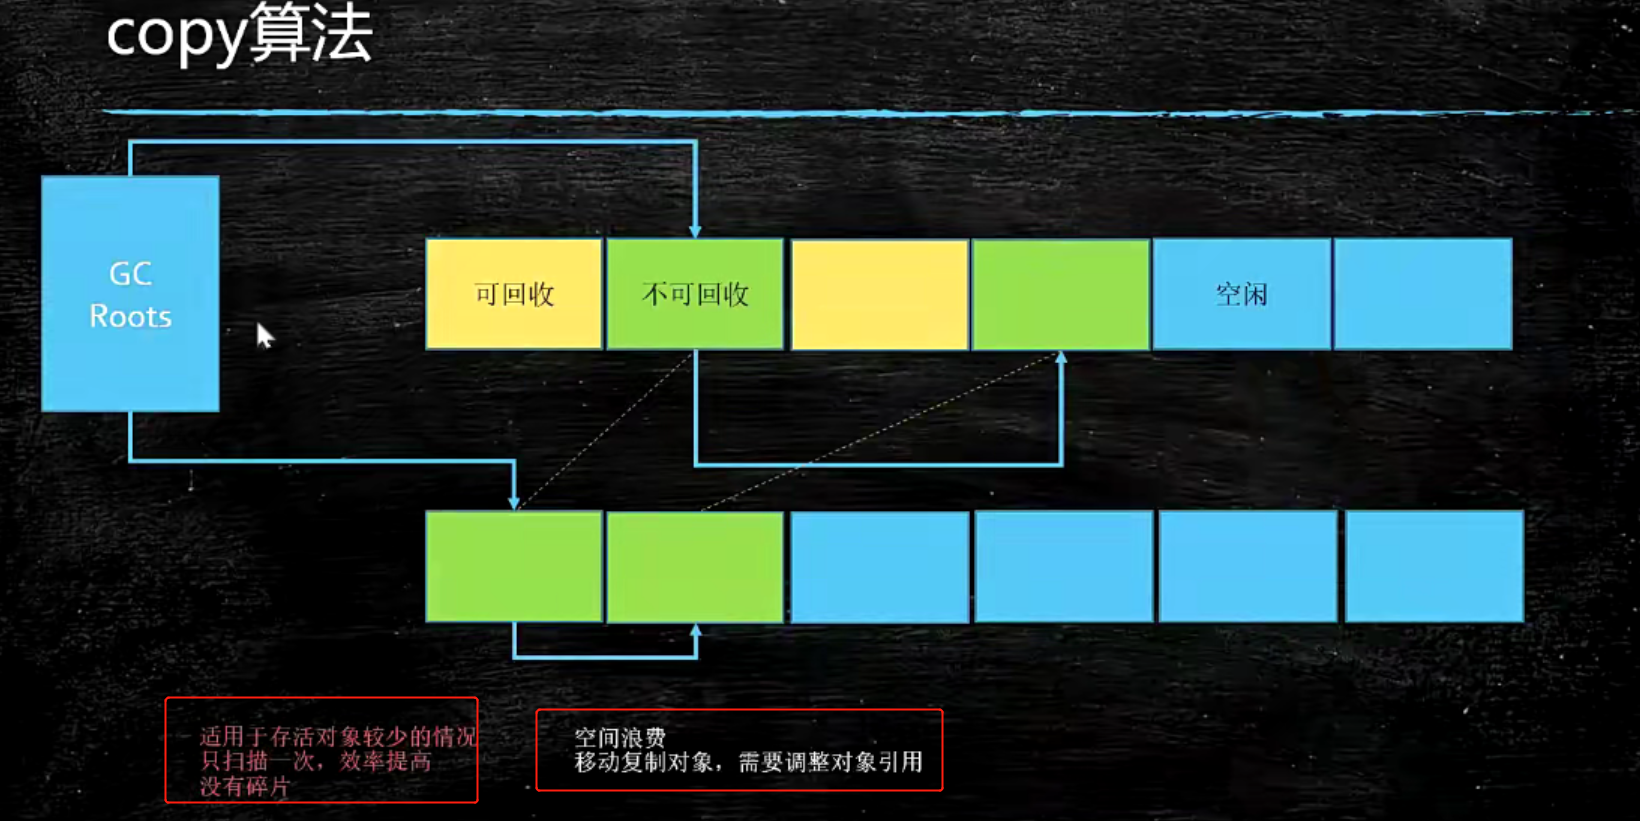 copy算法
GC
Roots
可回收
不可回收
空闲
适用于存活对象较少的情况
只扫描一次，效率提高
没有碎片
空间浪费
移动复制对象，需要调整对象引用